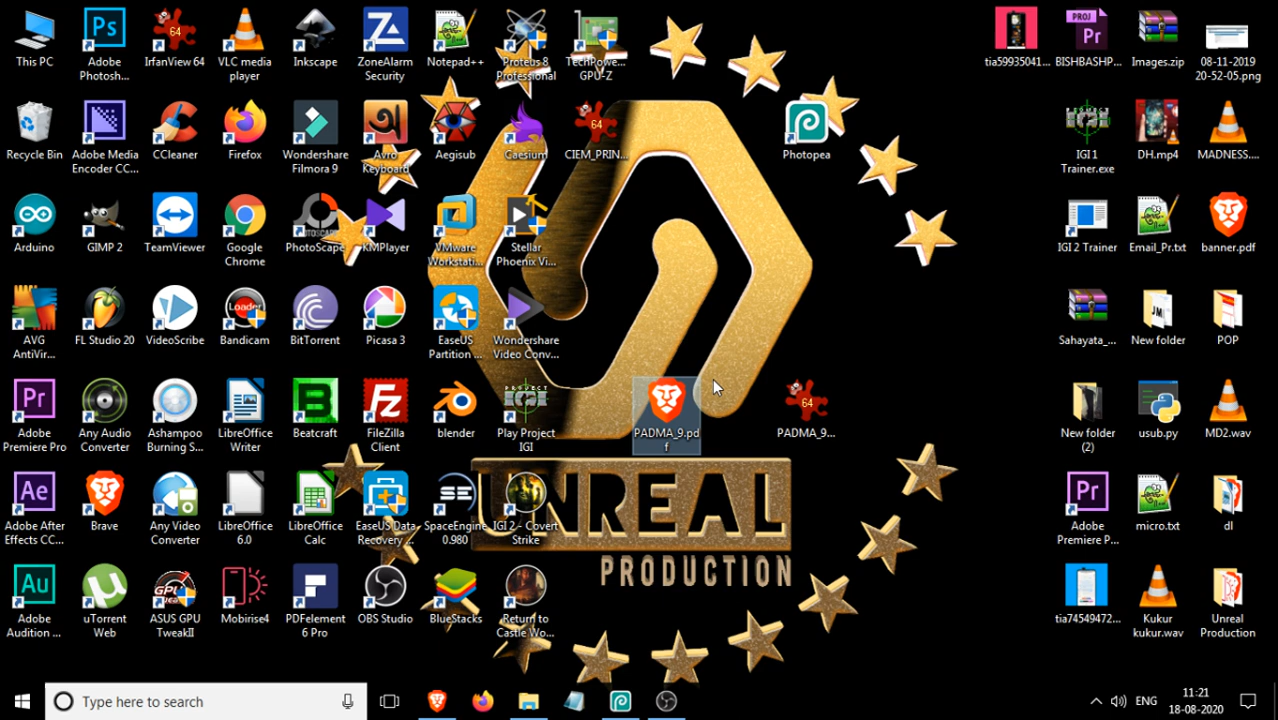 This PC
Adobe
Photosh...
IrfanView 64
VLC media
player
Inkscape
ZoneAlarm
Security
Notepad++
Proteus 8
Professional
TechPowe...
GPU-Z
tia59935041...
BISHBASHP...
Images.zip
08-11-2019
20-52-05.png
Recycle Bin
Adobe Media
Encoder CC...
CCleaner
Firefox
Wondershare
Filmora 9
Avro
Keyboard
Aegisub
Caesium
CIEM_PRIN...
Photopea
IGI 1
Trainer.exe
DH.mp4
MADNESS....
Arduino
GIMP 2
TeamViewer
Google
Chrome
PhotoScape
KMPlayer
VMware
Workstati...
Stellar
Phoenix Vi...
IGI 2 Trainer
Email_Pr.txt
banner.pdf
AVG
AntiVir...
FL Studio 20
VideoScribe
Bandicam
BitTorrent
Picasa 3
EaseUS
Partition ...
Wondershare
Video Conv...
Sahayata_...
New folder
POP
Adobe
Premiere Pro
Any Audio
Converter
Ashampoo
Burning S...
LibreOffice
Writer
Beatcraft
FileZilla
Client
blender
Play Project
IGI
PADMA_9.pd
f
PADMA_9...
New folder
(2)
usub.py
MD2.wav
UNREAL
PRODUCTION
Adobe After
Effects CC...
Brave
Any Video
Converter
LibreOffice
6.0
LibreOffice
Calc
EaseUS Data
Recovery ...
SpaceEngine
0.980
IGI 2 - Covert
Strike
Adobe
Premiere P...
micro.txt
dl
Adobe
Audition ...
uTorrent
Web
ASUS GPU
TweakII
Mobirise4
PDFelement
6 Pro
OBS Studio
BlueStacks
Return to
Castle Wo...
tia74549472...
Kukur
kukur.wav
Unreal
Production
Type here to search
ENG
11:21
18-08-2020